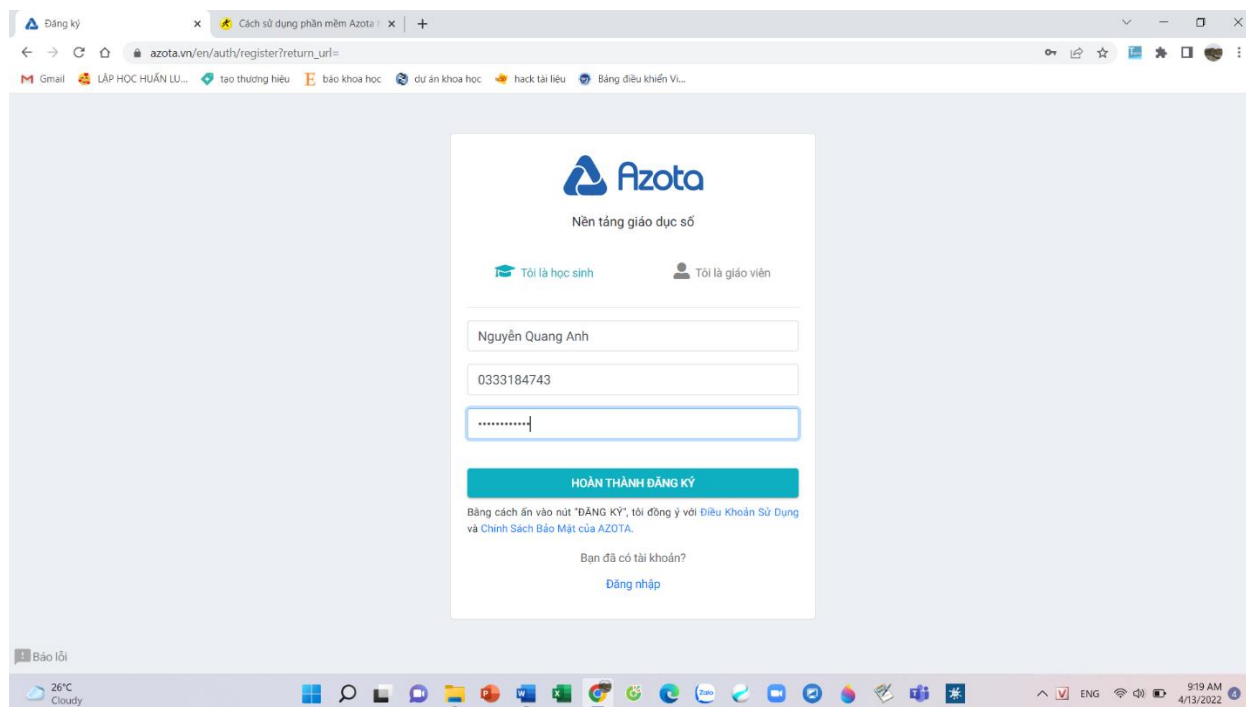 Đăng ký
Cách sử dụng phần mềm Azota
azota.vn/en/auth/register?return_url=
Gmail
LỚP HỌC HUẤN LU...
tạo thương hiệu
báo khoa học
dự án khoa học
hack tài liệu
Bảng điều khiển Vi...
Azota
Nền tảng giáo dục số
Tôi là học sinh
Tôi là giáo viên
Nguyễn Quang Anh
0333184743
••••••••••••
HOÀN THÀNH ĐĂNG KÝ
Bằng cách ấn vào nút "ĐĂNG KÝ", tôi đồng ý với Điều Khoản Sử Dụng
và Chính Sách Bảo Mật của AZOTA.
Bạn đã có tài khoản?
Đăng nhập
Báo lỗi
26°C
Cloudy
Zalo
V
ENG
9:19 AM
4/13/2022
4